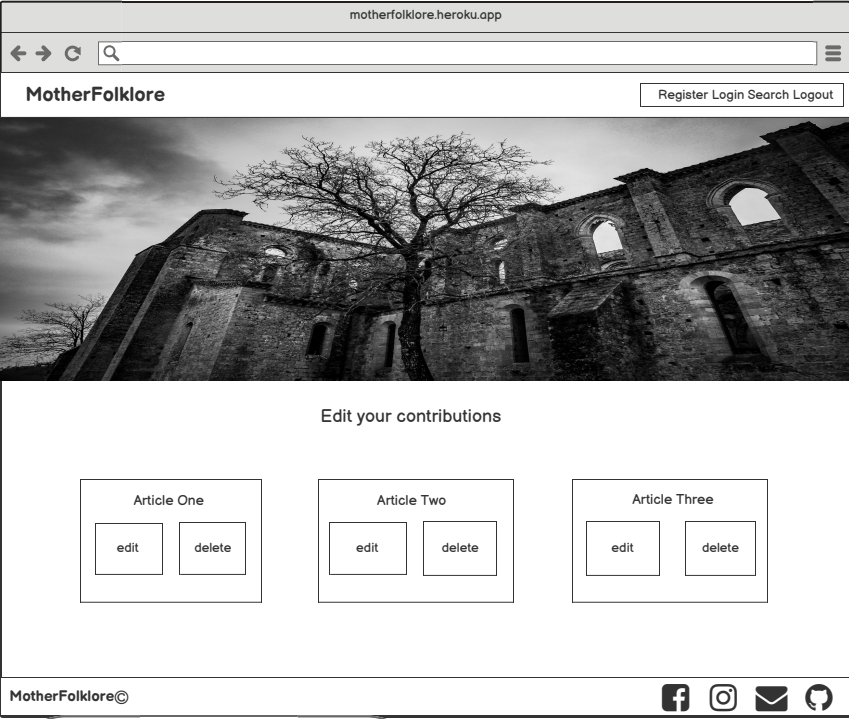 motherfolklore.heroku.app
MotherFolklore
Register Login Search Logout
Edit your contributions
Article One
edit delete
Article Two
edit delete
Article Three
edit delete
MotherFolklore©